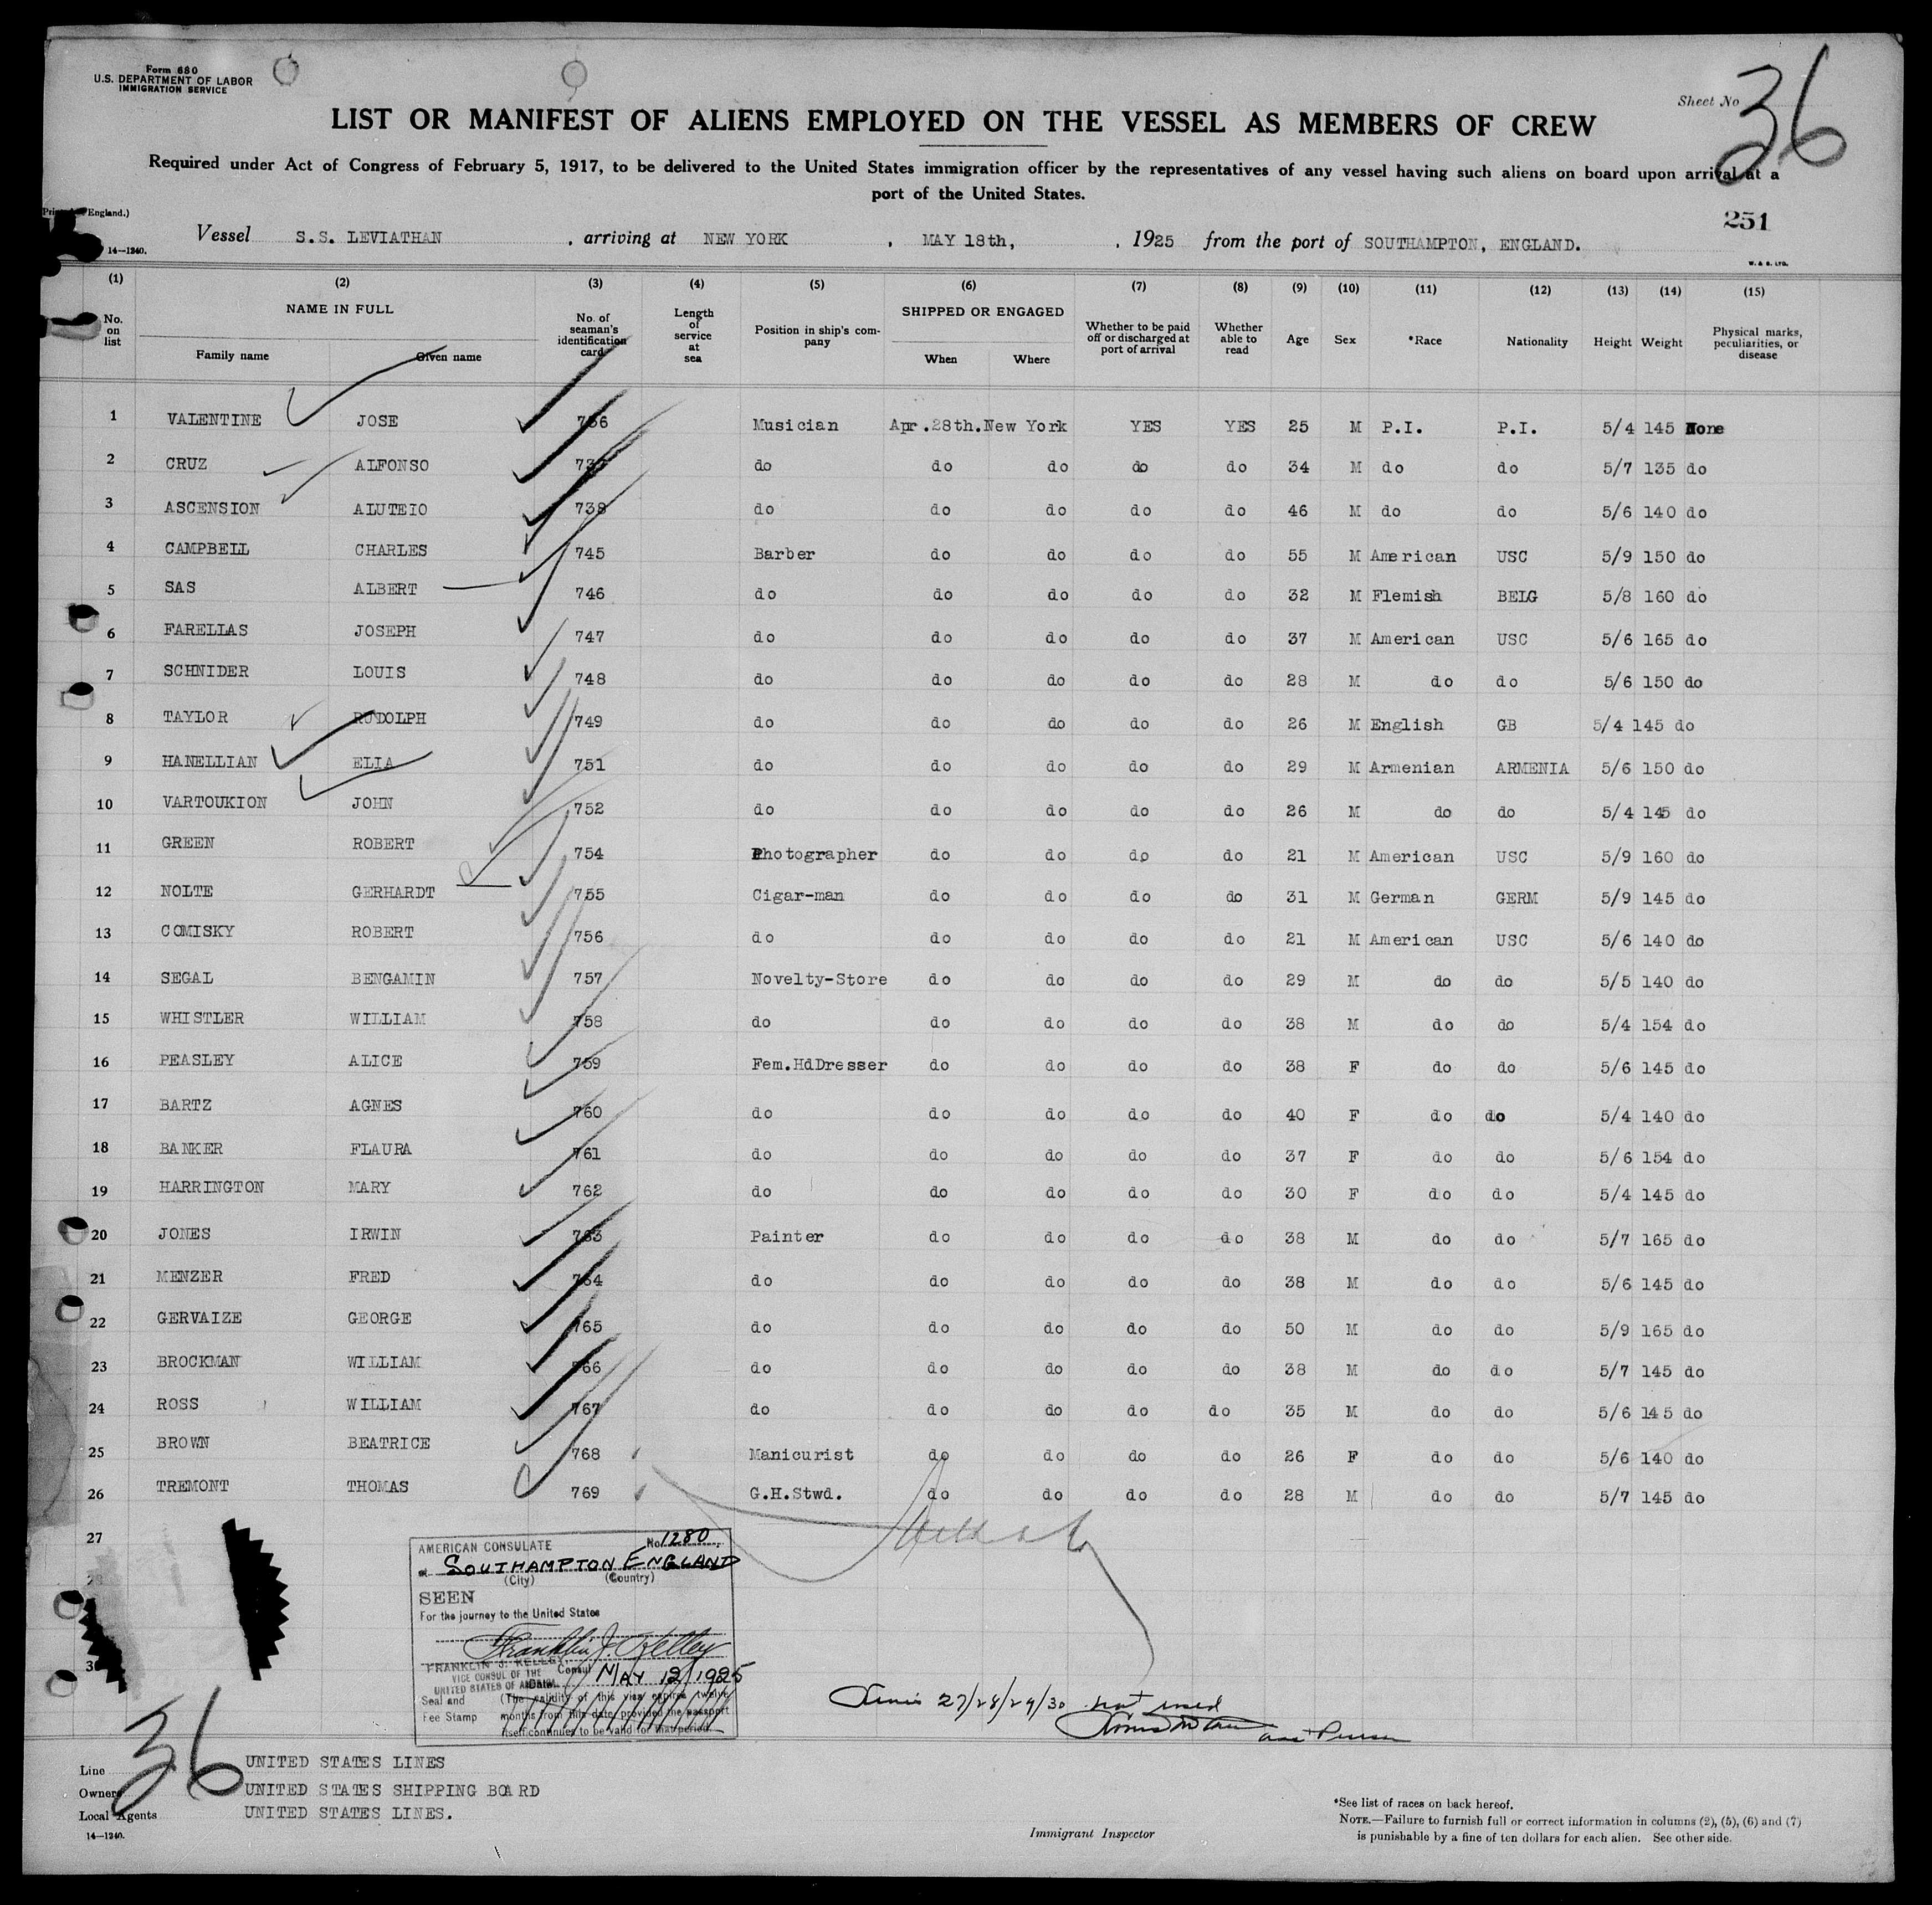 Form 680
U.S. DEPARTMENT OF LABOR
IMMIGRATION SERVICE
Sheet No 36
LIST OR MANIFEST OF ALIENS EMPLOYED ON THE VESSEL AS MEMBERS OF CREW
Required under Act of Congress of February 5, 1917, to be delivered to the United States immigration officer by the representatives of any vessel having such aliens on board upon arrival at a
port of the United States.
England.)
251
14—1240.
Vessel S.S. LEVIATHAN , arriving at NEW YORK , MAY 18th, , 1925 from the port of SOUTHAMPTON, ENGLAND.
W. & S. LTD.
(1) (2) (3) (4) (5) (6) (7) (8) (9) (10) (11) (12) (13) (14) (15)
No. on list NAME IN FULL Family name Given name No. of seaman's identification card Length of service at sea Position in ship's company SHIPPED OR ENGAGED When Where Whether to be paid off or discharged at port of arrival Whether able to read Age Sex *Race Nationality Height Weight Physical marks, peculiarities, or disease
1 VALENTINE JOSE 736 Musician Apr.28th. New York YES YES 25 M P.I. P.I. 5/4 145 None
2 CRUZ ALFONSO 737 do do do do do 34 M do do 5/7 135 do
3 ASCENSION ALUTEIO 738 do do do do do 46 M do do 5/6 140 do
4 CAMPBELL CHARLES 745 Barber do do do do 55 M American USC 5/9 150 do
5 SAS ALBERT 746 do do do do do 32 M Flemish BELG 5/8 160 do
6 FARELLAS JOSEPH 747 do do do do do 37 M American USC 5/6 165 do
7 SCHNIDER LOUIS 748 do do do do do 28 M do do 5/6 150 do
8 TAYLOR RUDOLPH 749 do do do do do 26 M English GB 5/4 145 do
9 HANELLIAN ELIA 751 do do do do do 29 M Armenian ARMENIA 5/6 150 do
10 VARTOUKION JOHN 752 do do do do do 26 M do do 5/4 145 do
11 GREEN ROBERT 754 Photographer do do do do 21 M American USC 5/9 160 do
12 NOLTE GERHARDT 755 Cigar-man do do do do 31 M German GERM 5/9 145 do
13 COMISKY ROBERT 756 do do do do do 21 M American USC 5/6 140 do
14 SEGAL BENGAMIN 757 Novelty-Store do do do do 29 M do do 5/5 140 do
15 WHISTLER WILLIAM 758 do do do do do 38 M do do 5/4 154 do
16 PEASLEY ALICE 759 Fem.HdDresser do do do do 38 F do do 5/6 145 do
17 BARTZ AGNES 760 do do do do do 40 F do do 5/4 140 do
18 BANKER FLAURA 761 do do do do do 37 F do do 5/6 154 do
19 HARRINGTON MARY 762 do do do do do 30 F do do 5/4 145 do
20 JONES IRWIN 763 Painter do do do do 38 M do do 5/7 165 do
21 MENZER FRED 764 do do do do do 38 M do do 5/6 145 do
22 GERVAIZE GEORGE 765 do do do do do 50 M do do 5/9 165 do
23 BROCKMAN WILLIAM 766 do do do do do 38 M do do 5/7 145 do
24 ROSS WILLIAM 767 do do do do do 35 M do do 5/6 145 do
25 BROWN BEATRICE 768 Manicurist do do do do 26 F do do 5/6 140 do
26 TREMONT THOMAS 769 G.H.Stwd. do do do do 28 M do do 5/7 145 do
27
AMERICAN CONSULATE No 1280
at SOUTHAMPTON ENGLAND
(City) (Country)
SEEN
For the journey to the United States
Franklin J. Kelley
FRANKLIN J. KELLEY,
VICE CONSUL OF THE Consul
UNITED STATES OF AMERICA Date MAY 12/1925
Seal and Fee Stamp (The validity of this visa expires twelve
months from this date provided the passport
itself continues to be valid for that period
30
27/28/29/30 not used
36
Line UNITED STATES LINES
Owners UNITED STATES SHIPPING BOARD
Local Agents UNITED STATES LINES.
14—1240.
Immigrant Inspector
*See list of races on back hereof.
NOTE.—Failure to furnish full or correct information in columns (2), (5), (6) and (7)
is punishable by a fine of ten dollars for each alien. See other side.